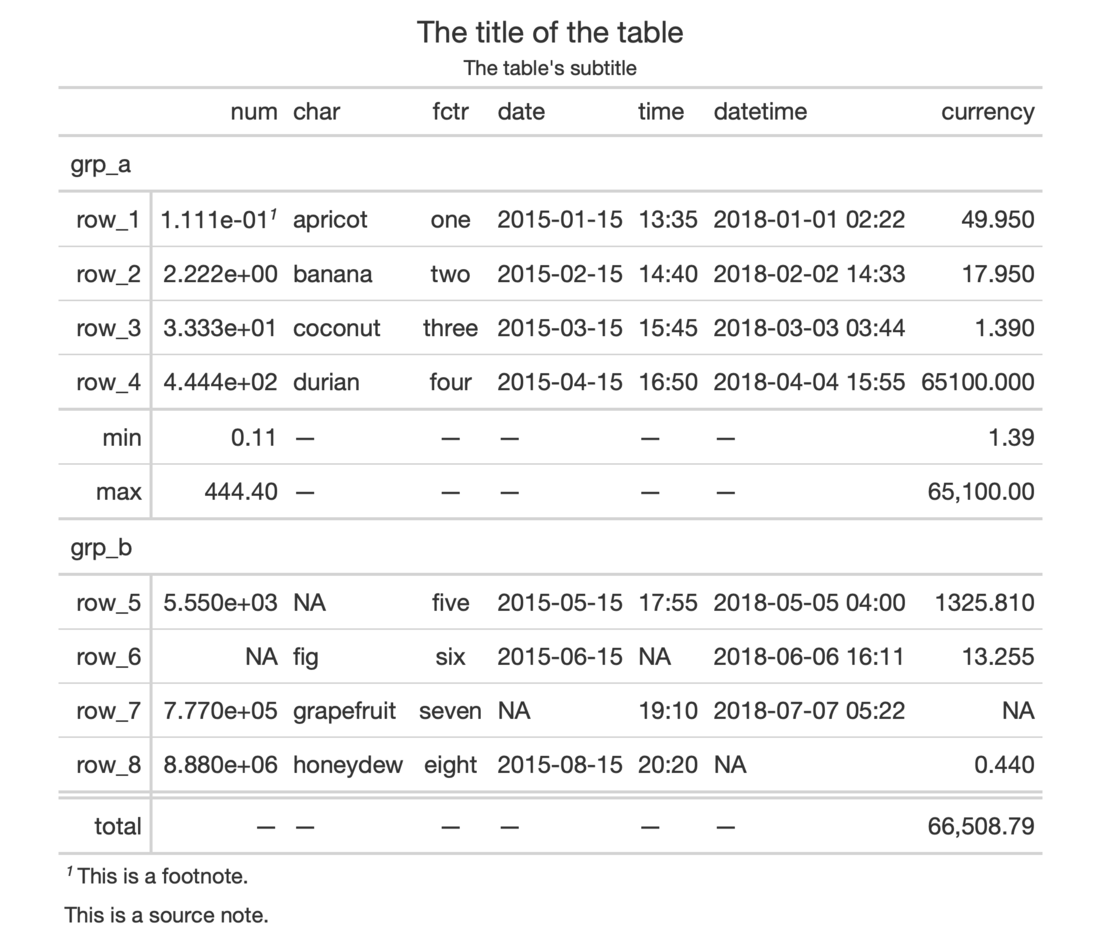 The title of the table
The table's subtitle
num char fctr date time datetime currency
grp_a
row_1 1.111e-01¹ apricot one 2015-01-15 13:35 2018-01-01 02:22 49.950
row_2 2.222e+00 banana two 2015-02-15 14:40 2018-02-02 14:33 17.950
row_3 3.333e+01 coconut three 2015-03-15 15:45 2018-03-03 03:44 1.390
row_4 4.444e+02 durian four 2015-04-15 16:50 2018-04-04 15:55 65100.000
min 0.11 — — — — — 1.39
max 444.40 — — — — — 65,100.00
grp_b
row_5 5.550e+03 NA five 2015-05-15 17:55 2018-05-05 04:00 1325.810
row_6 NA fig six 2015-06-15 NA 2018-06-06 16:11 13.255
row_7 7.770e+05 grapefruit seven NA 19:10 2018-07-07 05:22 NA
row_8 8.880e+06 honeydew eight 2015-08-15 20:20 NA 0.440
total — — — — — — 66,508.79
¹ This is a footnote.
This is a source note.